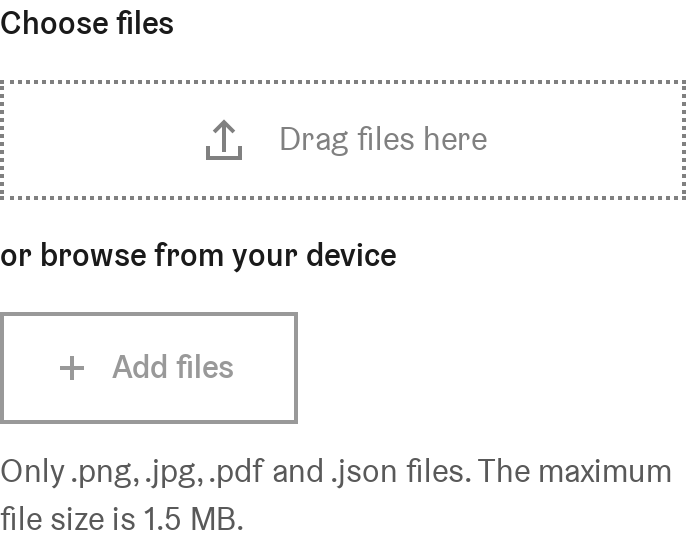 Choose files
Drag files here
or browse from your device
Add files
Only .png, .jpg, .pdf and .json files. The maximum
file size is 1.5 MB.